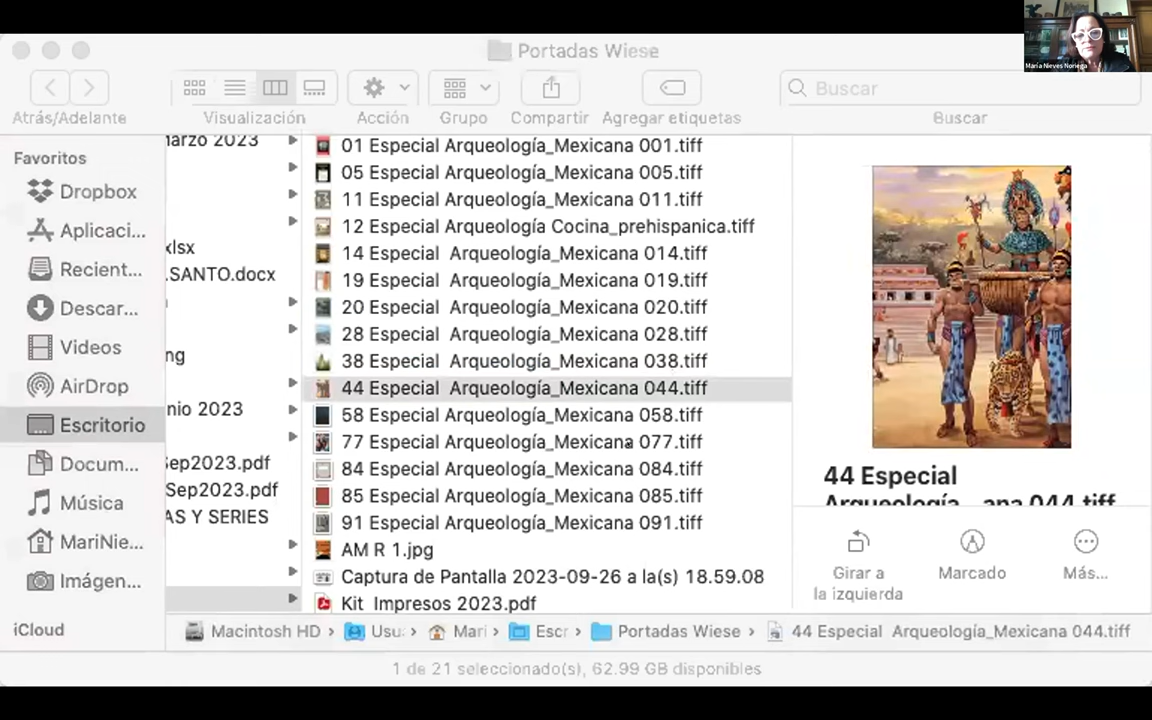 Portadas Wiese
María Nieves Noriega
Buscar
Atrás/Adelante
Visualización
Acción
Grupo
Compartir
Agregar etiquetas
Buscar
Favoritos
Dropbox
Aplicaci...
Recient...
Descar...
Videos
AirDrop
Escritorio
Docum...
Música
MariNie...
Imágen...
iCloud
marzo 2023
xlsx
.SANTO.docx
ng
nio 2023
Sep2023.pdf
Sep2023.pdf
AS Y SERIES
01 Especial Arqueología_Mexicana 001.tiff
05 Especial Arqueología_Mexicana 005.tiff
11 Especial Arqueología_Mexicana 011.tiff
12 Especial Arqueología Cocina_prehispanica.tiff
14 Especial Arqueología_Mexicana 014.tiff
19 Especial Arqueología_Mexicana 019.tiff
20 Especial Arqueología_Mexicana 020.tiff
28 Especial Arqueología_Mexicana 028.tiff
38 Especial Arqueología_Mexicana 038.tiff
44 Especial Arqueología_Mexicana 044.tiff
58 Especial Arqueología_Mexicana 058.tiff
77 Especial Arqueología_Mexicana 077.tiff
84 Especial Arqueología_Mexicana 084.tiff
85 Especial Arqueología_Mexicana 085.tiff
91 Especial Arqueología_Mexicana 091.tiff
AM R 1.jpg
Captura de Pantalla 2023-09-26 a la(s) 18.59.08
Kit Impresos 2023.pdf
44 Especial
Arqueología_...ana 044.tiff
Girar a
la izquierda
Marcado
Más...
Macintosh HD › Usu › Mari › Escr › Portadas Wiese › 44 Especial Arqueología_Mexicana 044.tiff
1 de 21 seleccionado(s), 62.99 GB disponibles